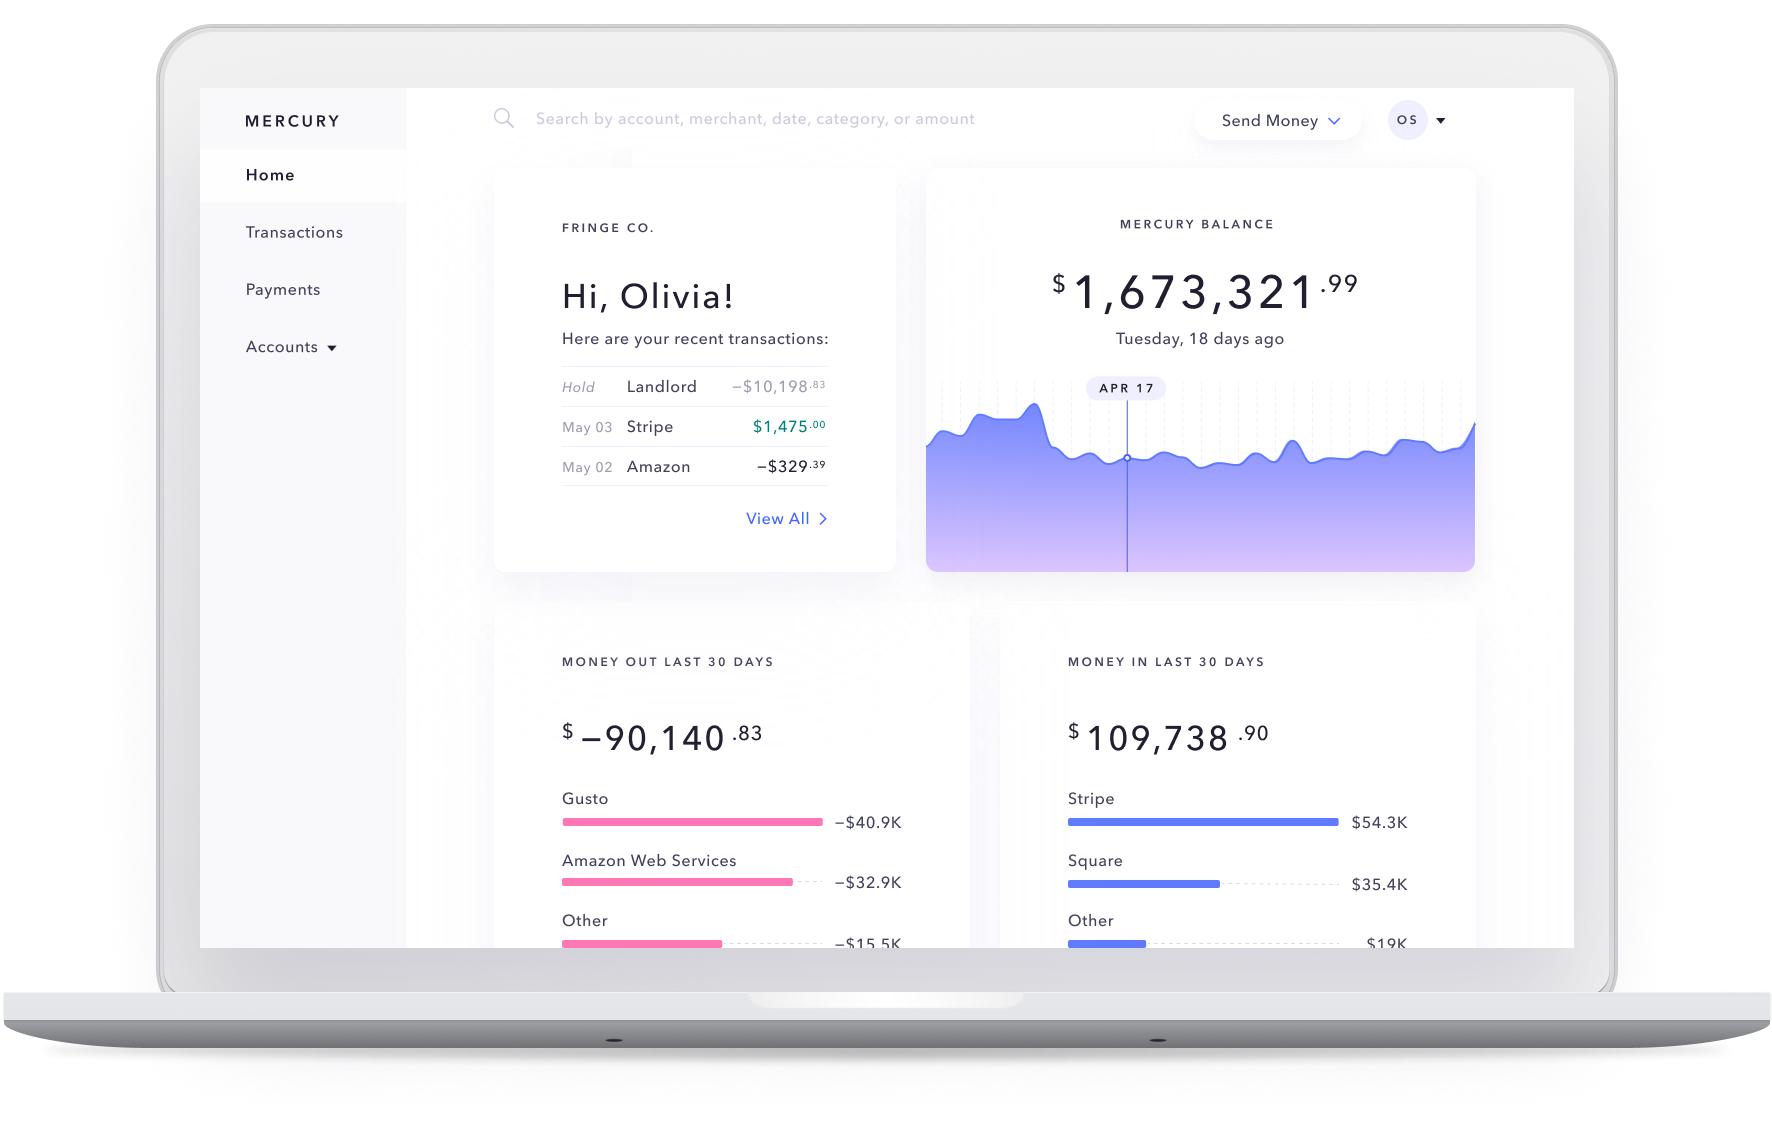 MERCURY
Home
Transactions
Payments
Accounts
Search by account, merchant, date, category, or amount
Send Money
OS
FRINGE CO.
Hi, Olivia!
Here are your recent transactions:
Hold Landlord –$10,198.83
May 03 Stripe $1,475.00
May 02 Amazon –$329.39
View All
MERCURY BALANCE
$1,673,321.99
Tuesday, 18 days ago
APR 17
MONEY OUT LAST 30 DAYS
$–90,140.83
Gusto
–$40.9K
Amazon Web Services
–$32.9K
Other
–$15.5K
MONEY IN LAST 30 DAYS
$109,738.90
Stripe
$54.3K
Square
$35.4K
Other
$19K